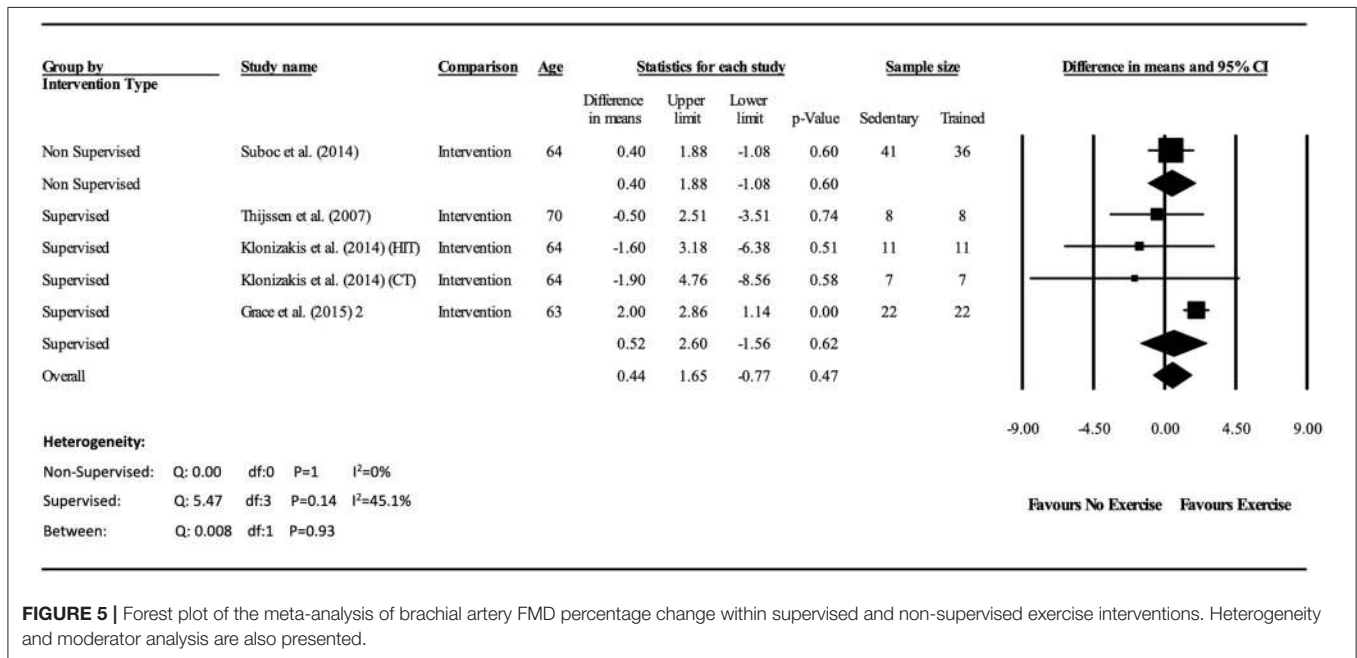 Group by Study name Comparison Age Statistics for each study Sample size Difference in means and 95% CI
Intervention Type
Difference in means Upper limit Lower limit p-Value Sedentary Trained
Non Supervised Suboc et al. (2014) Intervention 64 0.40 1.88 -1.08 0.60 41 36
Non Supervised 0.40 1.88 -1.08 0.60
Supervised Thijssen et al. (2007) Intervention 70 -0.50 2.51 -3.51 0.74 8 8
Supervised Klonizakis et al. (2014) (HIT) Intervention 64 -1.60 3.18 -6.38 0.51 11 11
Supervised Klonizakis et al. (2014) (CT) Intervention 64 -1.90 4.76 -8.56 0.58 7 7
Supervised Grace et al. (2015) 2 Intervention 63 2.00 2.86 1.14 0.00 22 22
Supervised 0.52 2.60 -1.56 0.62
Overall 0.44 1.65 -0.77 0.47
-9.00 -4.50 0.00 4.50 9.00
Heterogeneity:
Non-Supervised: Q: 0.00 df:0 P=1 I²=0%
Supervised: Q: 5.47 df:3 P=0.14 I²=45.1%
Between: Q: 0.008 df:1 P=0.93
Favours No Exercise Favours Exercise
FIGURE 5 | Forest plot of the meta-analysis of brachial artery FMD percentage change within supervised and non-supervised exercise interventions. Heterogeneity
and moderator analysis are also presented.